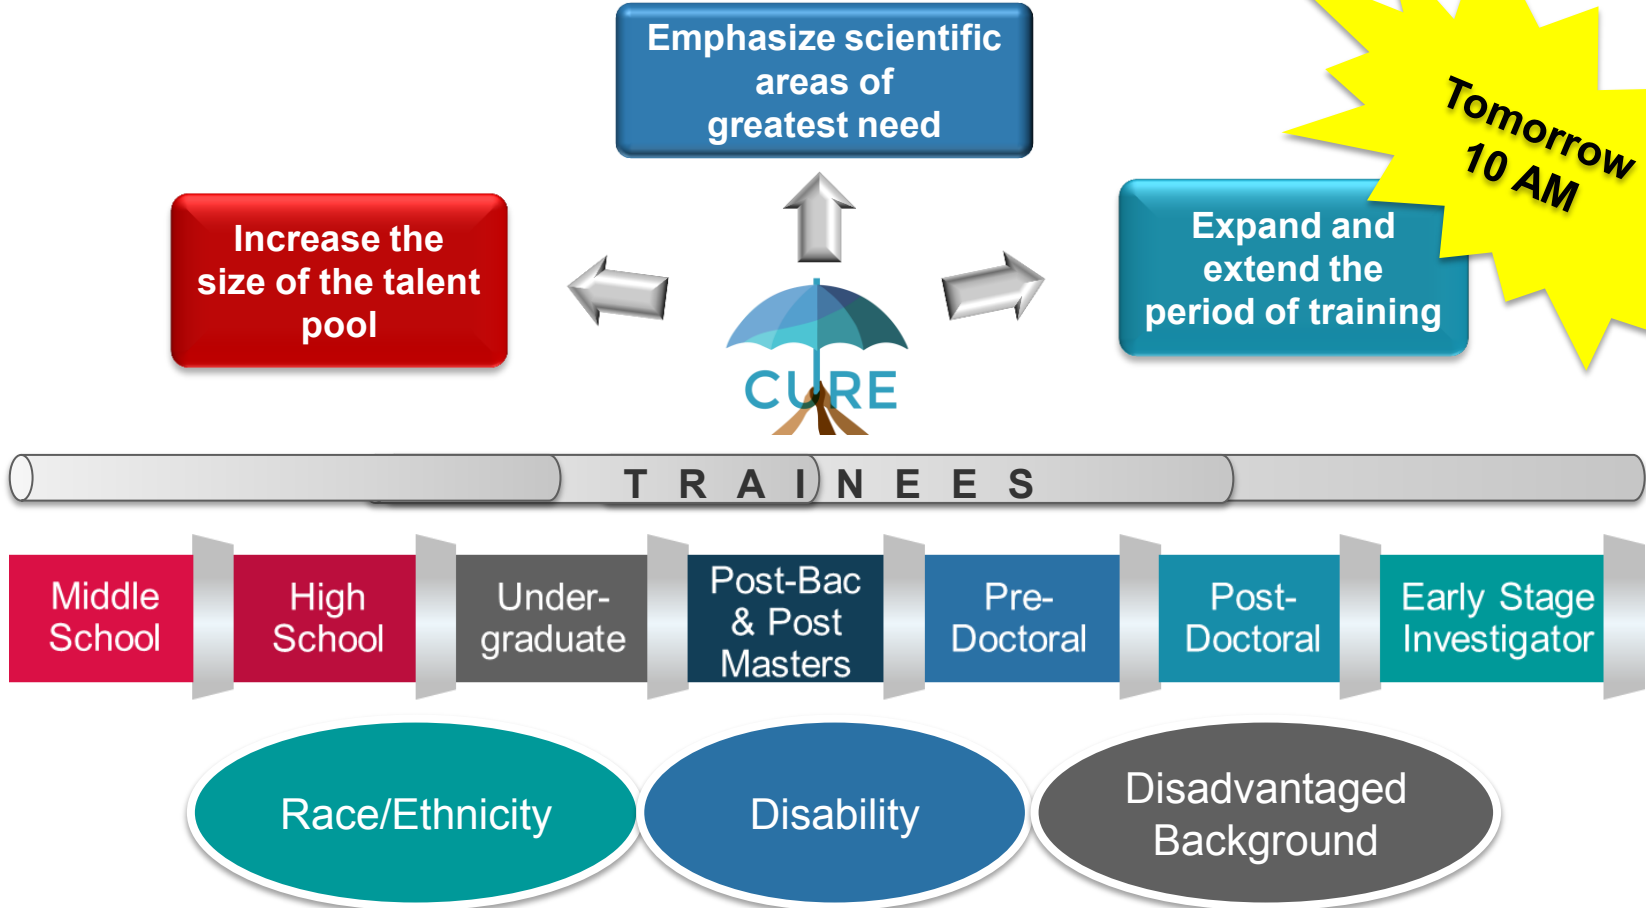 Emphasize scientific
areas of
greatest need
Tomorrow
10 AM
Increase the
size of the talent
pool
Expand and
extend the
period of training
CURE
TRAINEES
Middle
School
High
School
Under-
graduate
Post-Bac
& Post
Masters
Pre-
Doctoral
Post-
Doctoral
Early Stage
Investigator
Race/Ethnicity
Disability
Disadvantaged
Background